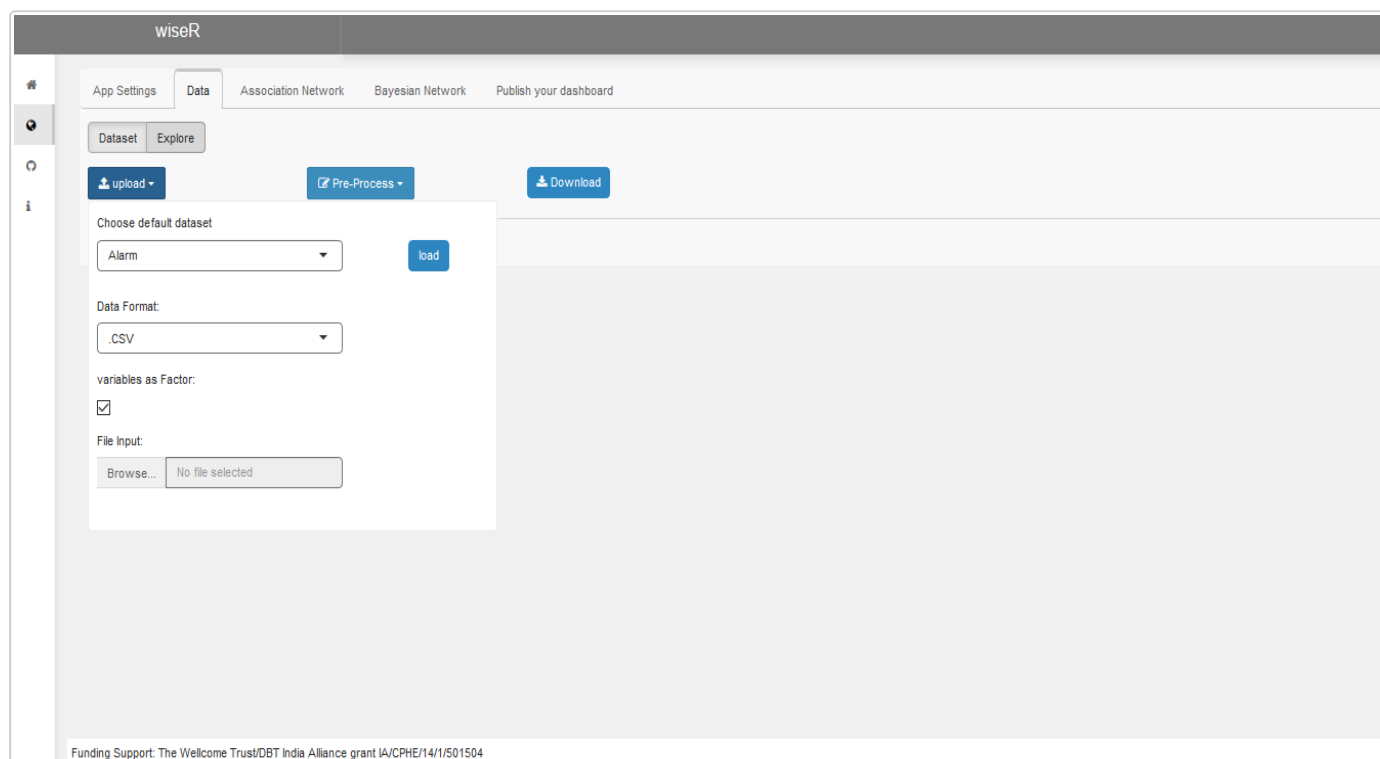 wiseR
App Settings Data Association Network Bayesian Network Publish your dashboard
Dataset Explore
upload Pre-Process Download
Choose default dataset
Alarm load
Data Format:
.CSV
variables as Factor:
File Input:
Browse... No file selected
Funding Support: The Wellcome Trust/DBT India Alliance grant IA/CPHE/14/1/501504